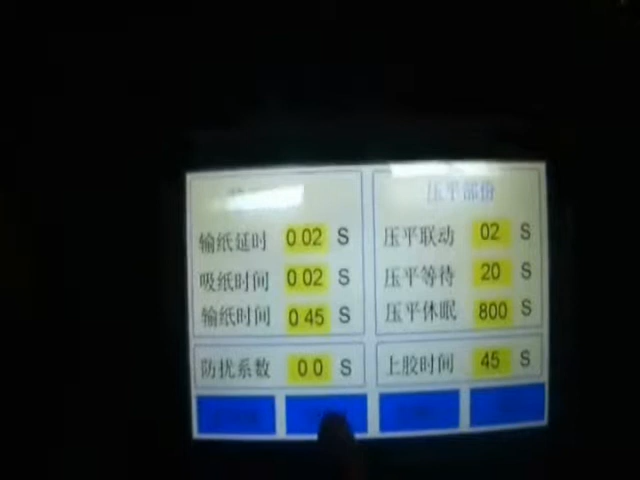 压平部份
输纸延时 0 02 S
吸纸时间 0 02 S
输纸时间 0 45 S
防扰系数 0 0 S
压平联动 02 S
压平等待 20 S
压平休眠 800 S
上胶时间 45 S